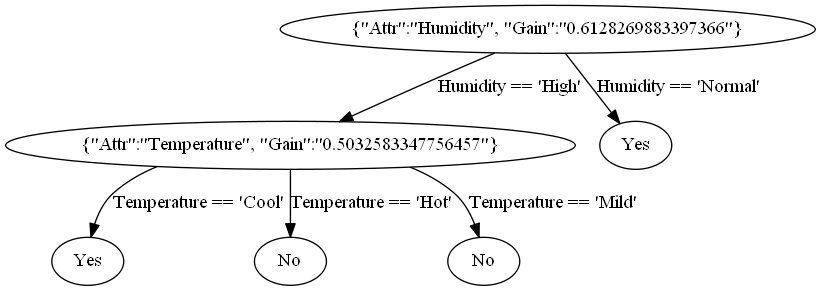 {"Attr":"Humidity", "Gain":"0.6128269883397366"}
Humidity == 'High'
Humidity == 'Normal'
{"Attr":"Temperature", "Gain":"0.5032583347756457"}
Yes
Temperature == 'Cool'
Temperature == 'Hot'
Temperature == 'Mild'
Yes
No
No